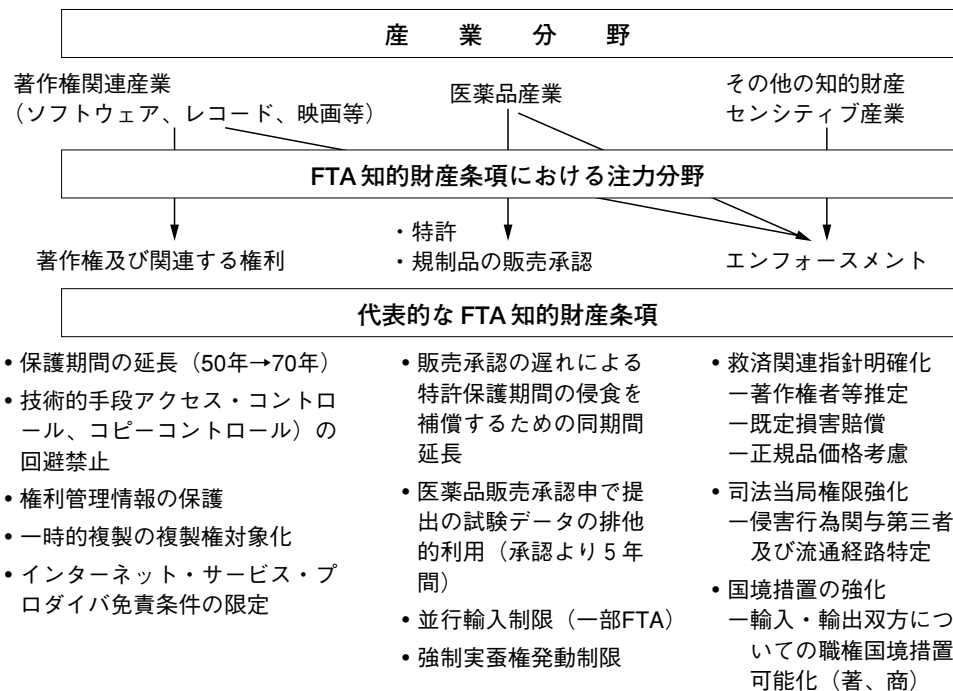 産業分野
著作権関連産業
（ソフトウェア、レコード、映画等）
医薬品産業
その他の知的財産
センシティブ産業
FTA知的財産条項における注力分野
著作権及び関連する権利
・特許
・規制品の販売承認
エンフォースメント
代表的なFTA知的財産条項
•保護期間の延長（50年→70年）
•技術的手段アクセス・コントロ
ール、コピーコントロール）の
回避禁止
•権利管理情報の保護
•一時的複製の複製権対象化
•インターネット・サービス・プ
ロダイバ免責条件の限定
•販売承認の遅れによる
特許保護期間の侵食を
補償するための同期間
延長
•医薬品販売承認申で提
出の試験データの排他
的利用（承認より５年
間）
•並行輸入制限（一部FTA）
•強制実蚕権発動制限
•救済関連指針明確化
ー著作権者等推定
ー既定損害賠償
ー正規品価格考慮
•司法当局権限強化
ー侵害行為関与第三者
及び流通経路特定
•国境措置の強化
ー輸入・輸出双方につ
いての職権国境措置
可能化（著、商）